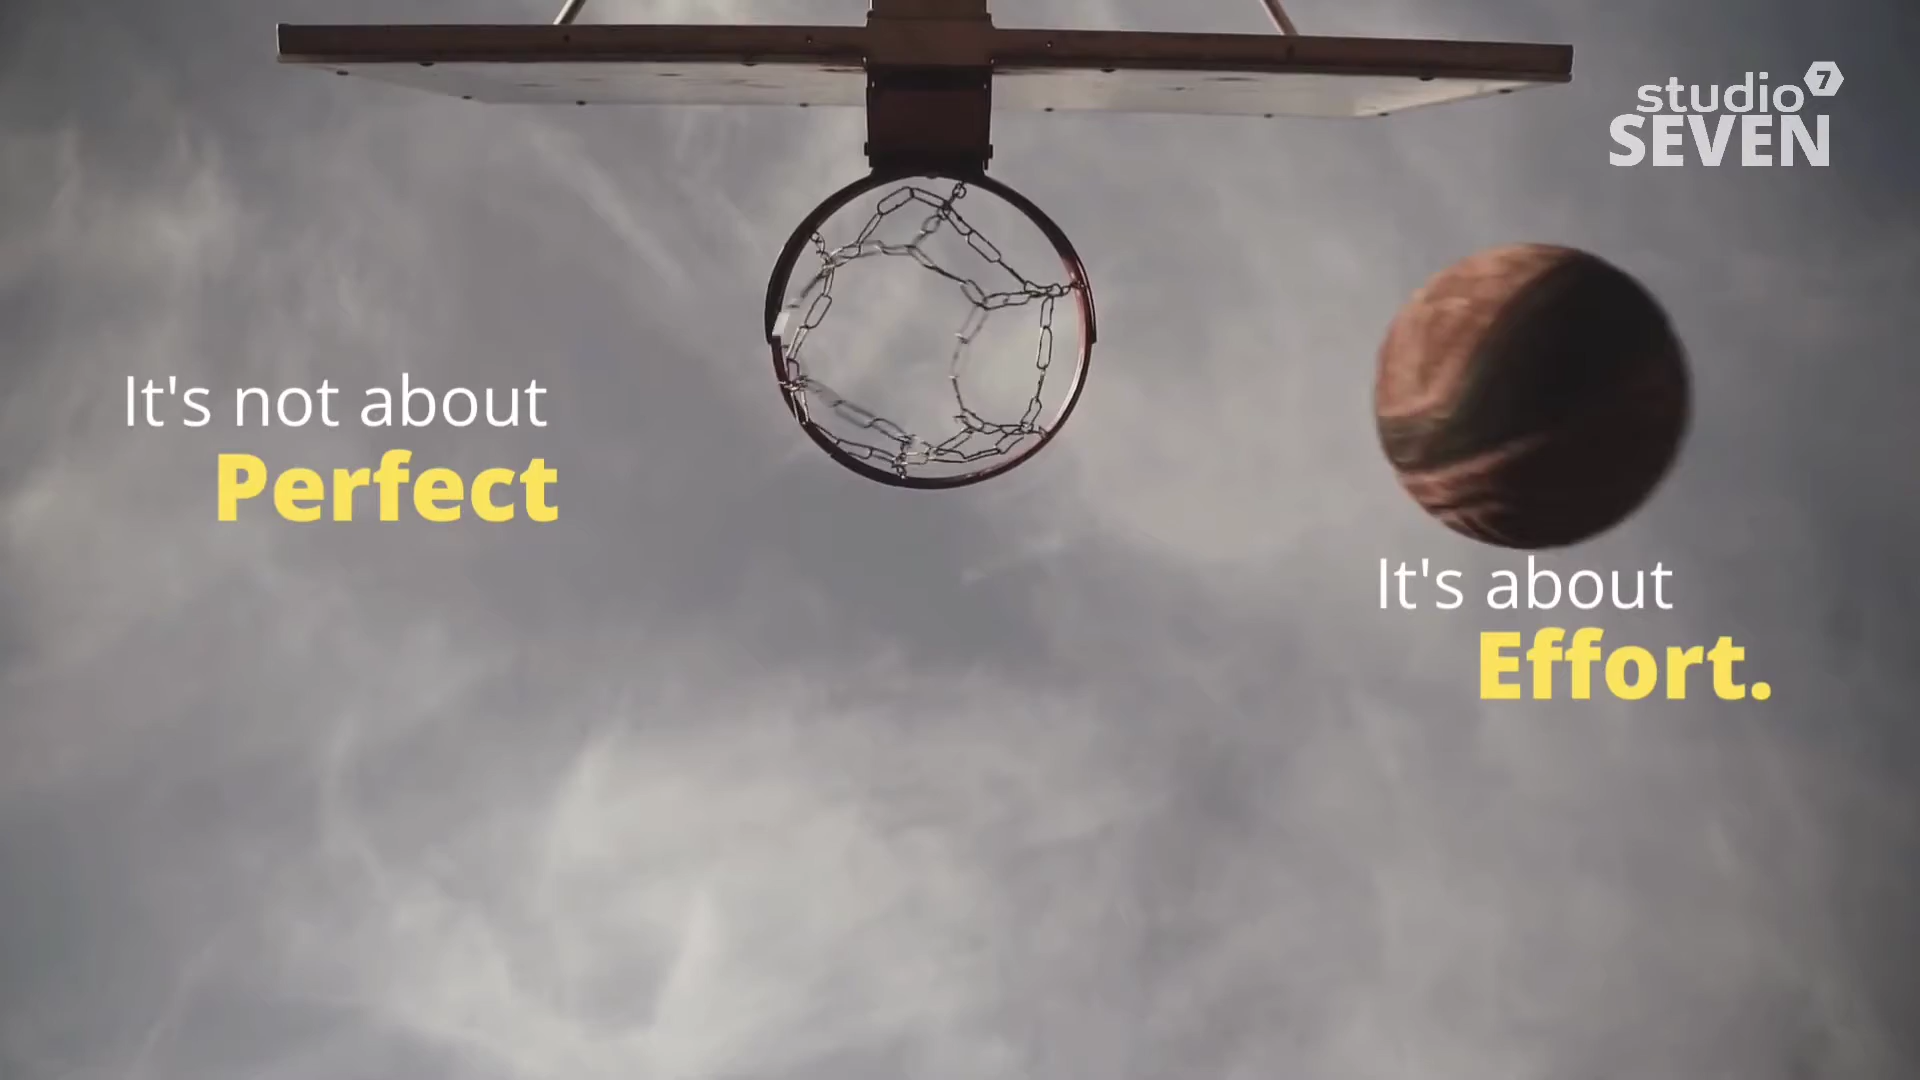 studio 7
SEVEN
It's not about
Perfect
It's about
Effort.